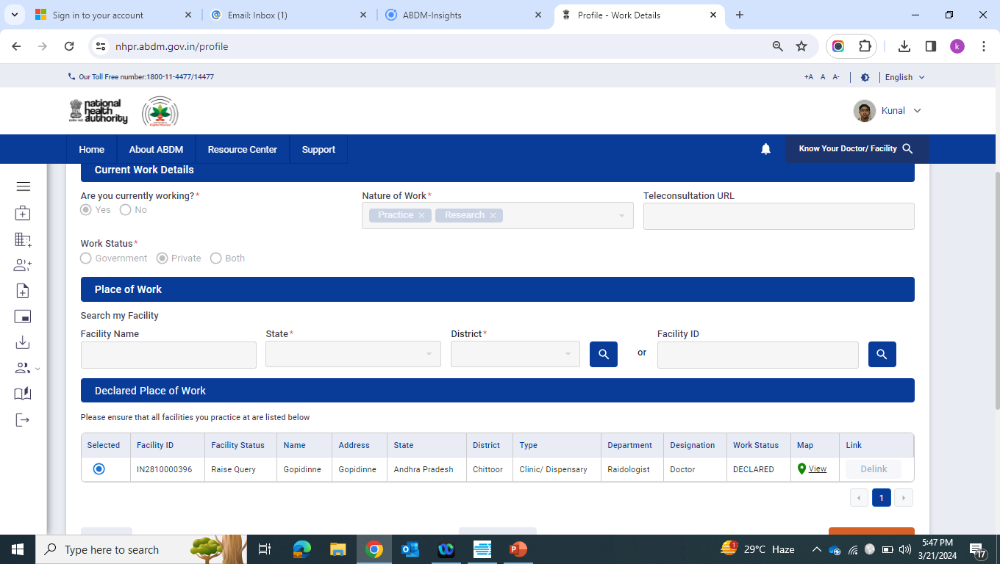 Sign in to your account
Email: Inbox (1)
ABDM-Insights
Profile - Work Details
nhpr.abdm.gov.in/profile
k
Our Toll Free number:1800-11-4477/14477
+A A A-
English
national
health
authority
Kunal
Home
About ABDM
Resource Center
Support
Know Your Doctor/ Facility
Current Work Details
Are you currently working?*
Yes No
Nature of Work*
Practice × Research ×
Teleconsultation URL
Work Status*
Government Private Both
Place of Work
Search my Facility
Facility Name State* District* or Facility ID
Declared Place of Work
Please ensure that all facilities you practice at are listed below
Selected Facility ID Facility Status Name Address State District Type Department Designation Work Status Map Link
IN2810000396 Raise Query Gopidinne Gopidinne Andhra Pradesh Chittoor Clinic/ Dispensary Raidologist Doctor DECLARED View Delink
1
Type here to search
1
29°C Haze
5:47 PM
3/21/2024
17